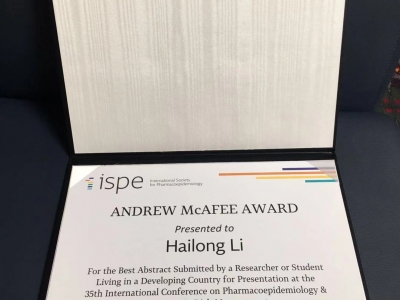 ispe
International Society
for Pharmacoepidemiology
ANDREW McAFEE AWARD
Presented to
Hailong Li
For the Best Abstract Submitted by a Researcher or Student
Living in a Developing Country for Presentation at the
35th International Conference on Pharmacoepidemiology &